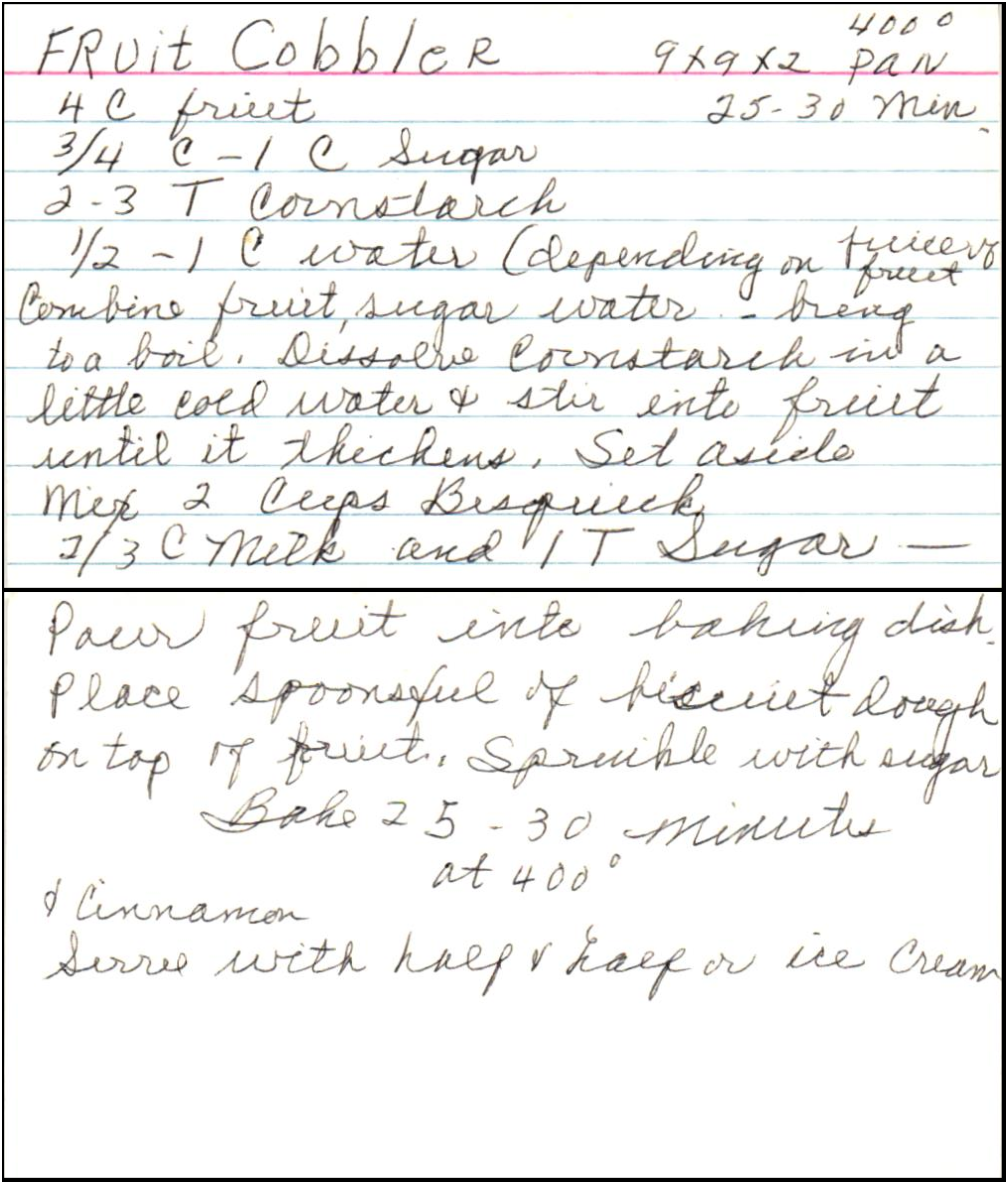 FRUit CobbleR 9X9X2 400° PAN
4 C fruit 25-30 Min.
3/4 C - 1 C Sugar
2-3 T Cornstarch
1/2 - 1 C water (depending on juice of fruit
Combine fruit, sugar water - bring
to a boil. Dissolve Cornstarch in a
little cold water & stir into fruit
until it thickens. Set aside
Mix 2 Cups Bisquick
2/3 C Milk and 1 T Sugar —
Pour fruit into baking dish.
Place spoonsful of biscuit dough
on top of fruit. Sprinkle with sugar
Bake 25-30 minutes
at 400°
& Cinnamon
Serve with half & half or ice Cream